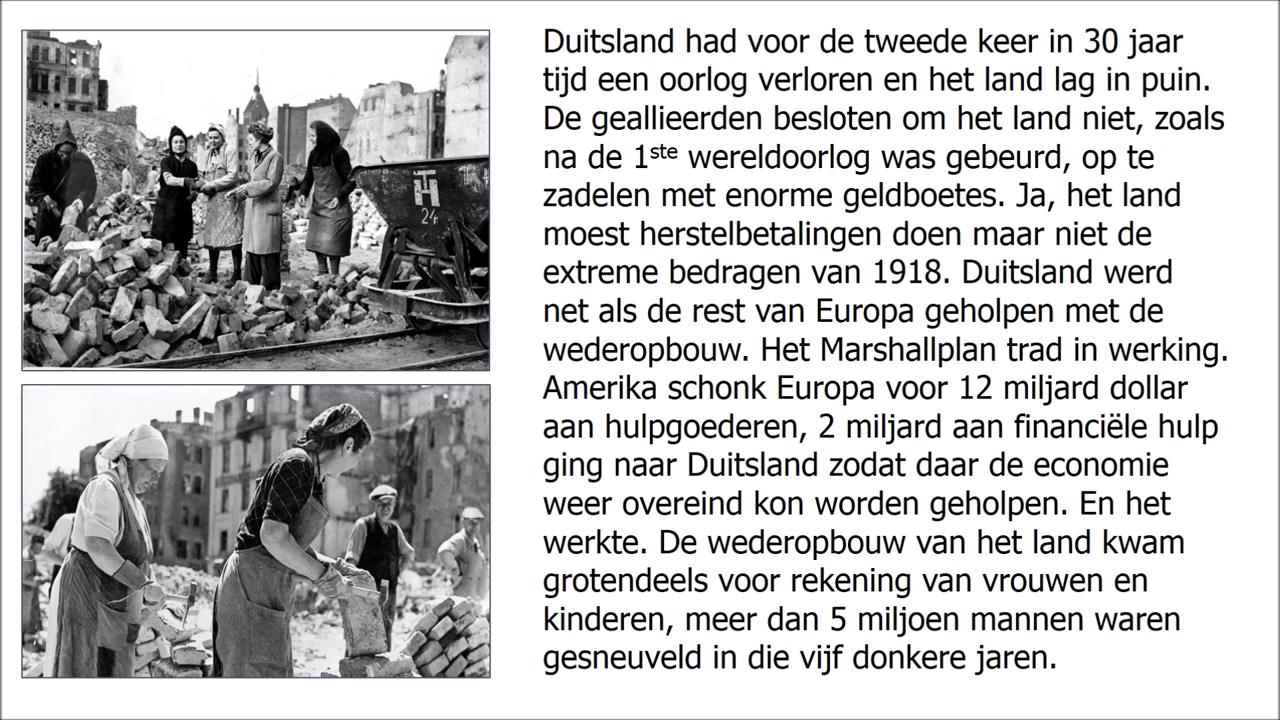 TH
24
Duitsland had voor de tweede keer in 30 jaar
tijd een oorlog verloren en het land lag in puin.
De geallieerden besloten om het land niet, zoals
na de 1ste wereldoorlog was gebeurd, op te
zadelen met enorme geldboetes. Ja, het land
moest herstelbetalingen doen maar niet de
extreme bedragen van 1918. Duitsland werd
net als de rest van Europa geholpen met de
wederopbouw. Het Marshallplan trad in werking.
Amerika schonk Europa voor 12 miljard dollar
aan hulpgoederen, 2 miljard aan financiële hulp
ging naar Duitsland zodat daar de economie
weer overeind kon worden geholpen. En het
werkte. De wederopbouw van het land kwam
grotendeels voor rekening van vrouwen en
kinderen, meer dan 5 miljoen mannen waren
gesneuveld in die vijf donkere jaren.